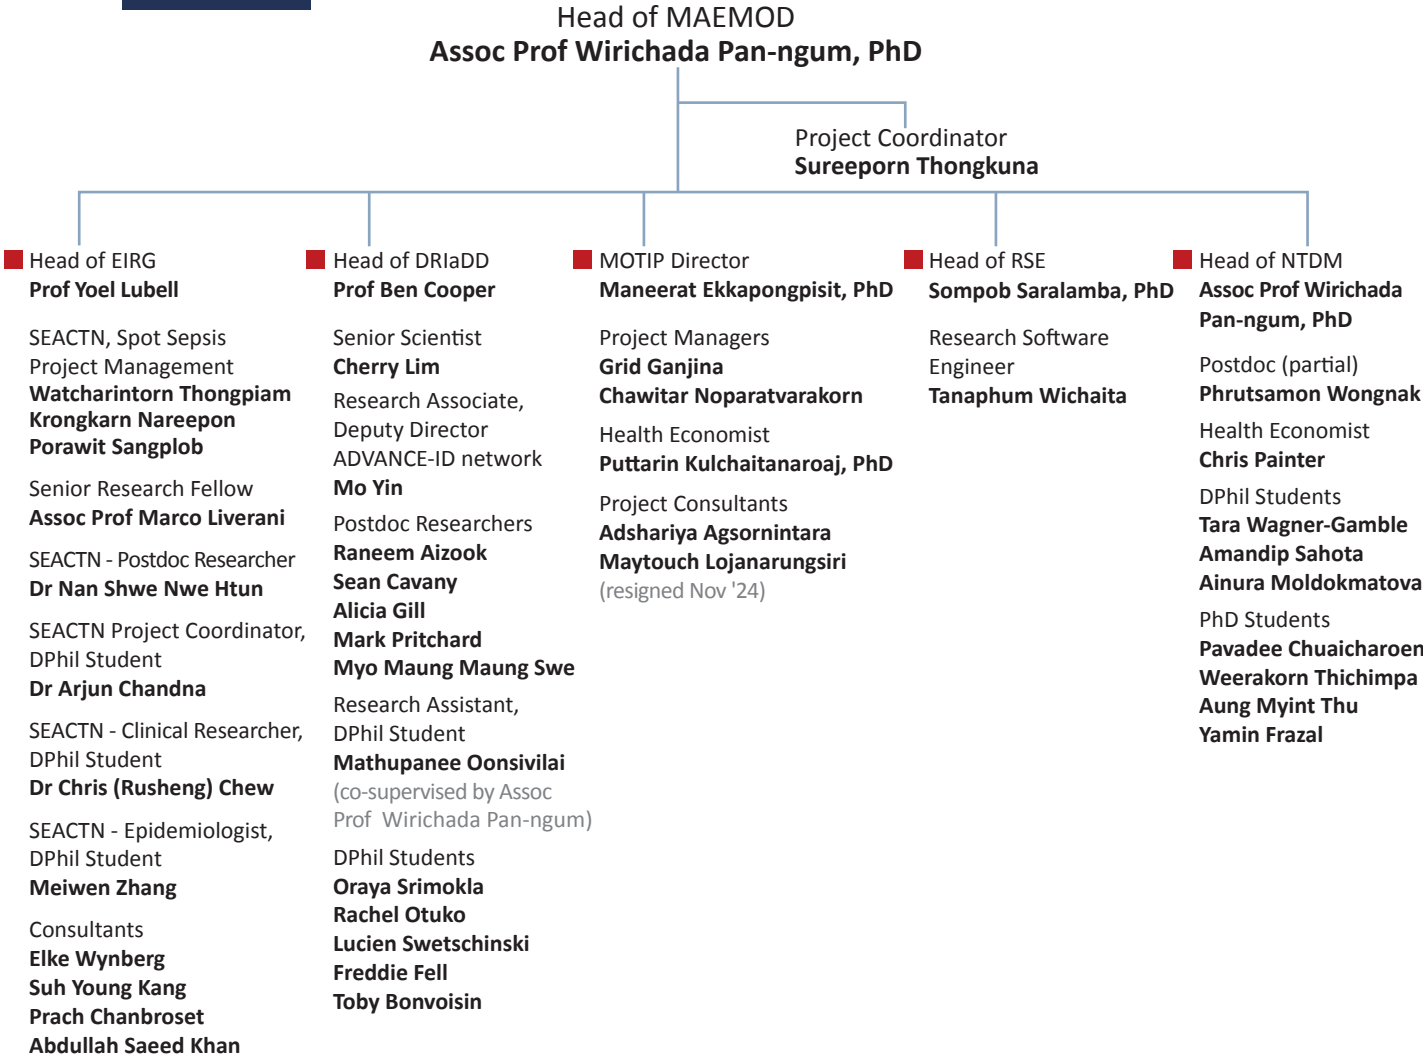 Head of MAEMOD
Assoc Prof Wirichada Pan-ngum, PhD
Project Coordinator
Sureeporn Thongkuna
Head of EIRG
Prof Yoel Lubell
SEACTN, Spot Sepsis
Project Management
Watcharintorn Thongpiam
Krongkarn Nareepon
Porawit Sangplob
Senior Research Fellow
Assoc Prof Marco Liverani
SEACTN - Postdoc Researcher
Dr Nan Shwe Nwe Htun
SEACTN Project Coordinator,
DPhil Student
Dr Arjun Chandna
SEACTN - Clinical Researcher,
DPhil Student
Dr Chris (Rusheng) Chew
SEACTN - Epidemiologist,
DPhil Student
Meiwen Zhang
Consultants
Elke Wynberg
Suh Young Kang
Prach Chanbroset
Abdullah Saeed Khan
Head of DRIaDD
Prof Ben Cooper
Senior Scientist
Cherry Lim
Research Associate,
Deputy Director
ADVANCE-ID network
Mo Yin
Postdoc Researchers
Raneem Aizook
Sean Cavany
Alicia Gill
Mark Pritchard
Myo Maung Maung Swe
Research Assistant,
DPhil Student
Mathupanee Oonsivilai
(co-supervised by Assoc
Prof Wirichada Pan-ngum)
DPhil Students
Oraya Srimokla
Rachel Otuko
Lucien Swetschinski
Freddie Fell
Toby Bonvoisin
MOTIP Director
Maneerat Ekkapongpisit, PhD
Project Managers
Grid Ganjina
Chawitar Noparatvarakorn
Health Economist
Puttarin Kulchaitanaroaj, PhD
Project Consultants
Adshariya Agsornintara
Maytouch Lojanarungsiri
(resigned Nov '24)
Head of RSE
Sompob Saralamba, PhD
Research Software
Engineer
Tanaphum Wichaita
Head of NTDM
Assoc Prof Wirichada
Pan-ngum, PhD
Postdoc (partial)
Phrutsamon Wongnak
Health Economist
Chris Painter
DPhil Students
Tara Wagner-Gamble
Amandip Sahota
Ainura Moldokmatova
PhD Students
Pavadee Chuaicharoen
Weerakorn Thichimpa
Aung Myint Thu
Yamin Frazal